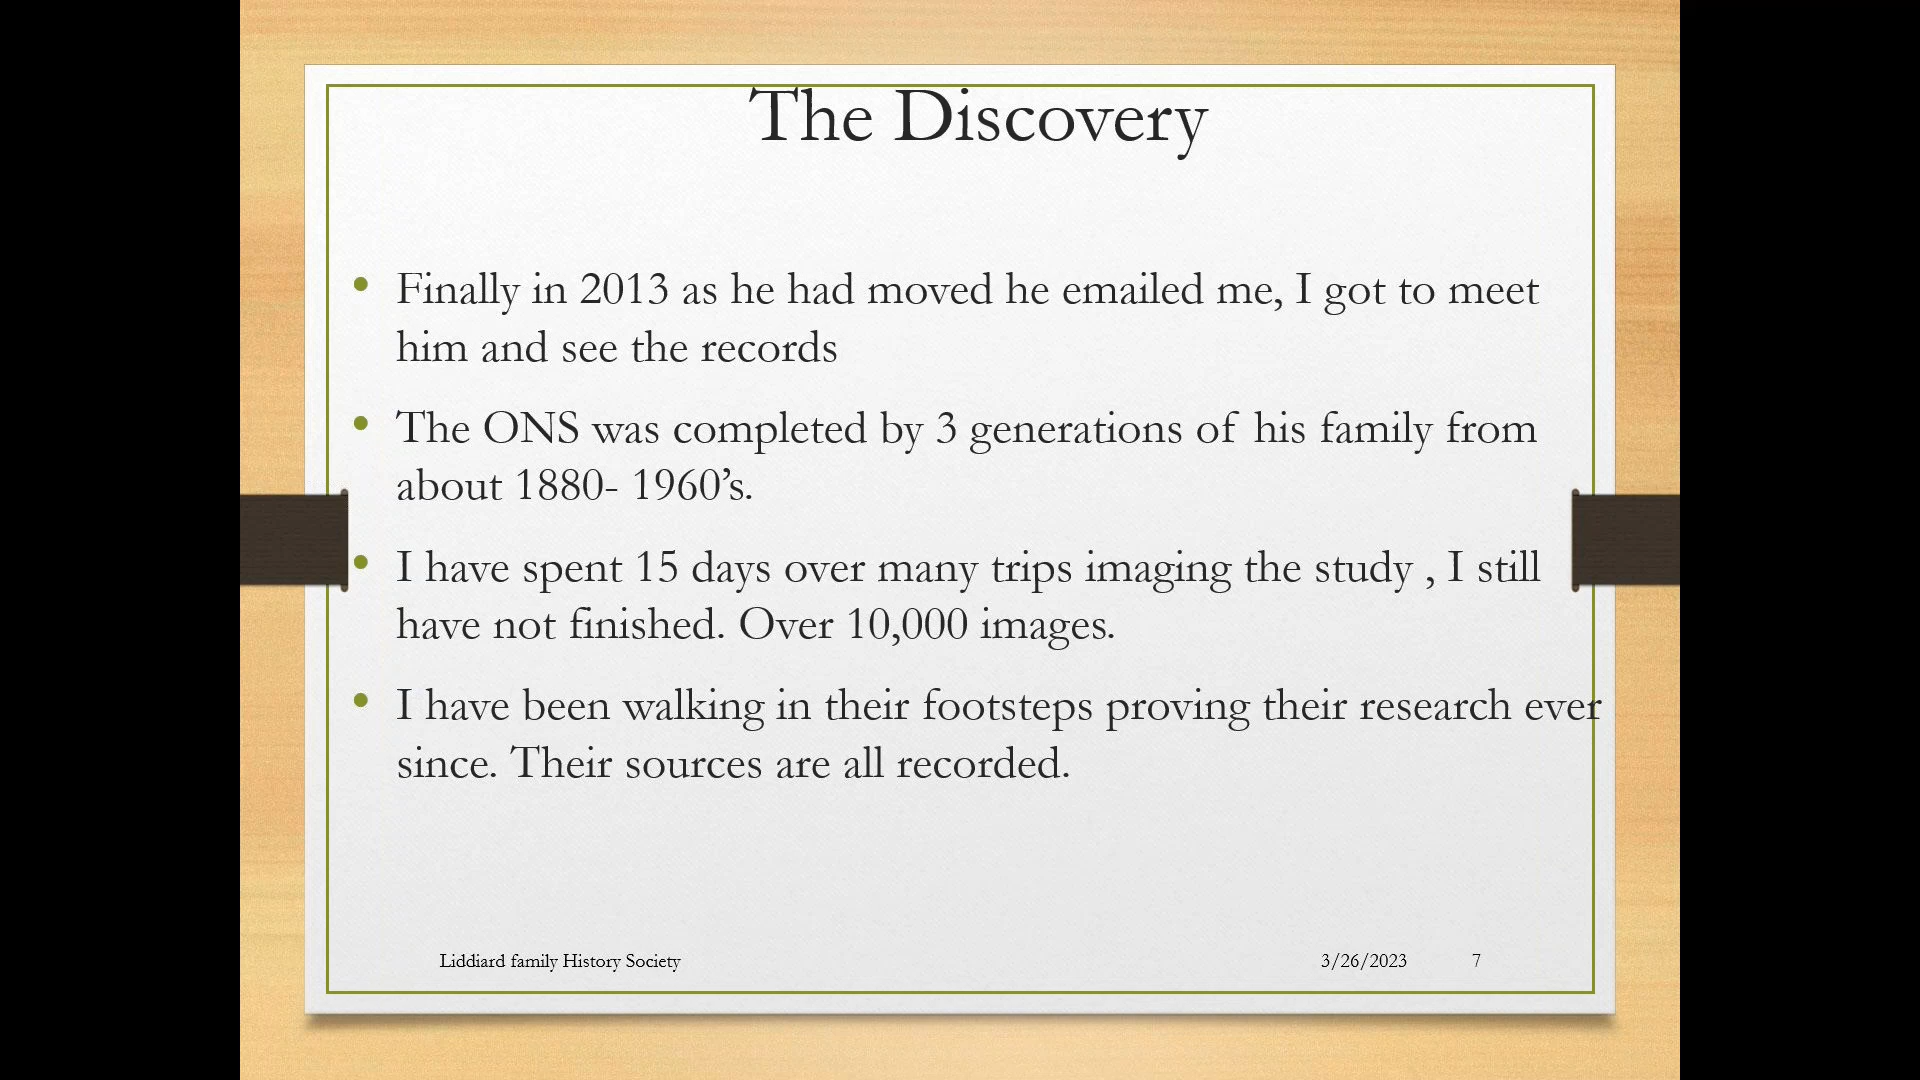 The Discovery
• Finally in 2013 as he had moved he emailed me, I got to meet
him and see the records
• The ONS was completed by 3 generations of his family from
about 1880- 1960’s.
• I have spent 15 days over many trips imaging the study , I still
have not finished. Over 10,000 images.
• I have been walking in their footsteps proving their research ever
since. Their sources are all recorded.
Liddiard family History Society 3/26/2023 7